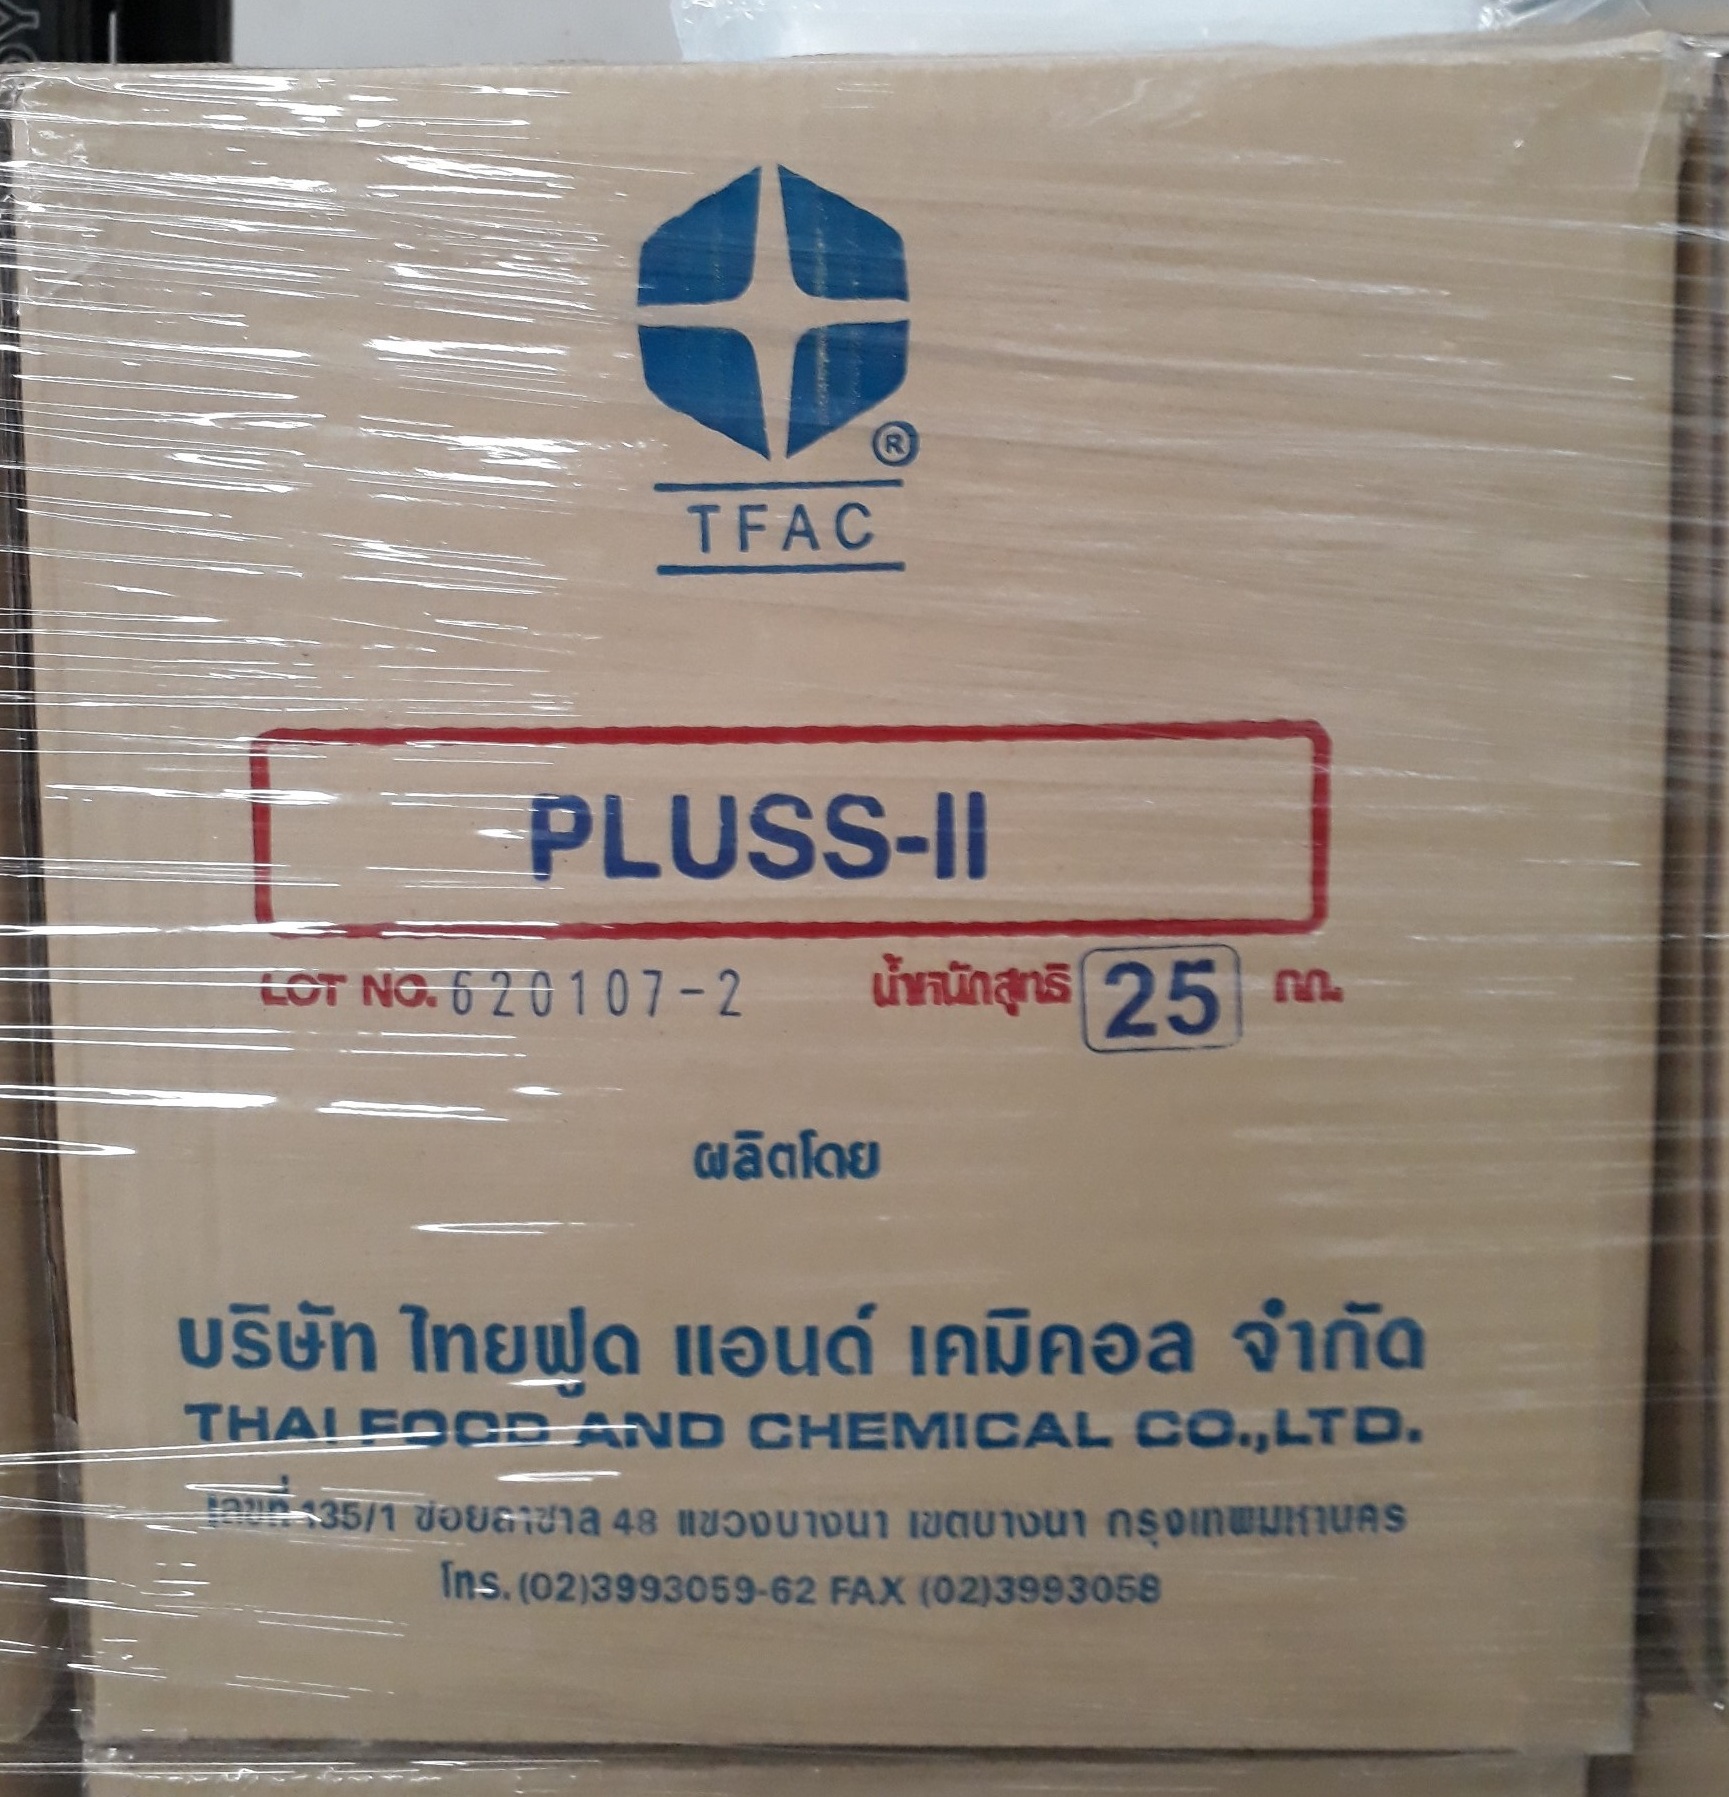 ®
TFAC
PLUSS-II
LOT NO. 620107-2 น้ำหนักสุทธิ 25 กก.
ผลิตโดย
บริษัท ไทยฟูด แอนด์ เคมิคอล จำกัด
THAI FOOD AND CHEMICAL CO.,LTD.
เลขที่ 135/1 ซอยลาซาล 48 แขวงบางนา เขตบางนา กรุงเทพมหานคร
โทร. (02)3993059-62 FAX (02)3993058